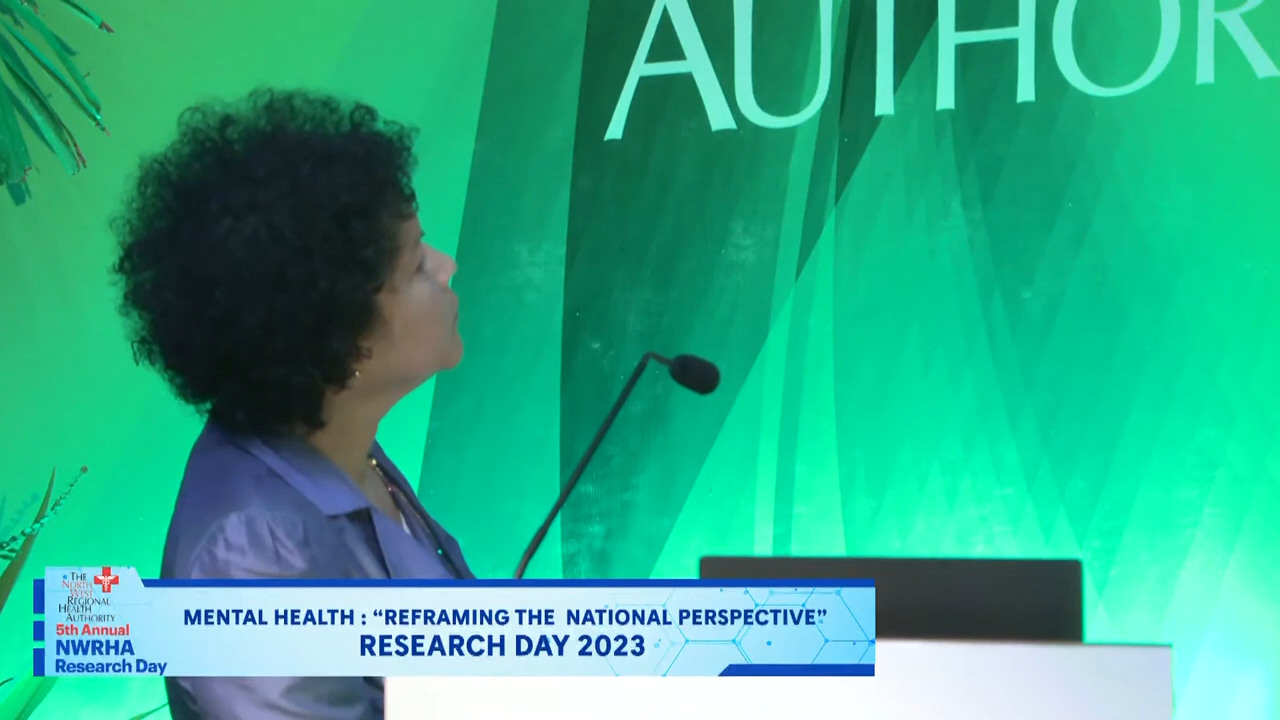 AUTHOR
THE
NORTH
WEST
REGIONAL
HEALTH
AUTHORITY
5th Annual
NWRHA
Research Day
MENTAL HEALTH : “REFRAMING THE NATIONAL PERSPECTIVE”
RESEARCH DAY 2023